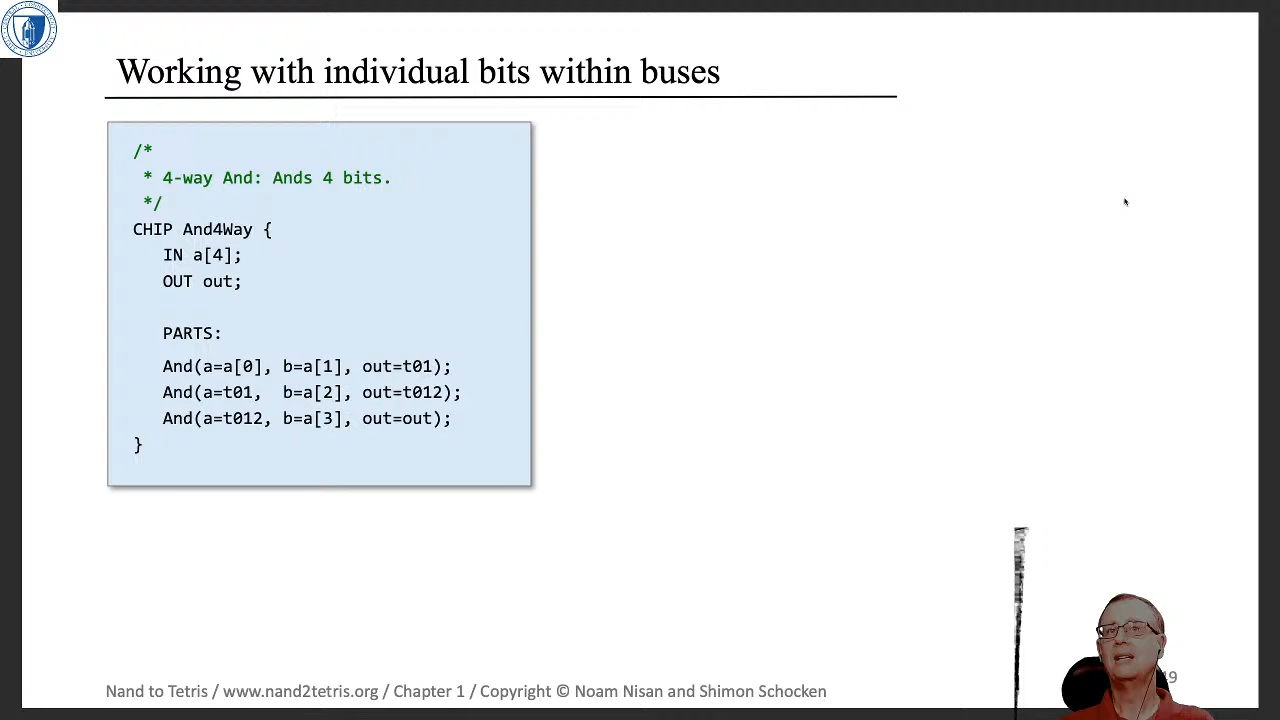 Working with individual bits within buses
/*
* 4-way And: Ands 4 bits.
*/
CHIP And4Way {
IN a[4];
OUT out;
PARTS:
And(a=a[0], b=a[1], out=t01);
And(a=t01, b=a[2], out=t012);
And(a=t012, b=a[3], out=out);
}
Nand to Tetris / www.nand2tetris.org / Chapter 1 / Copyright © Noam Nisan and Shimon Schocken